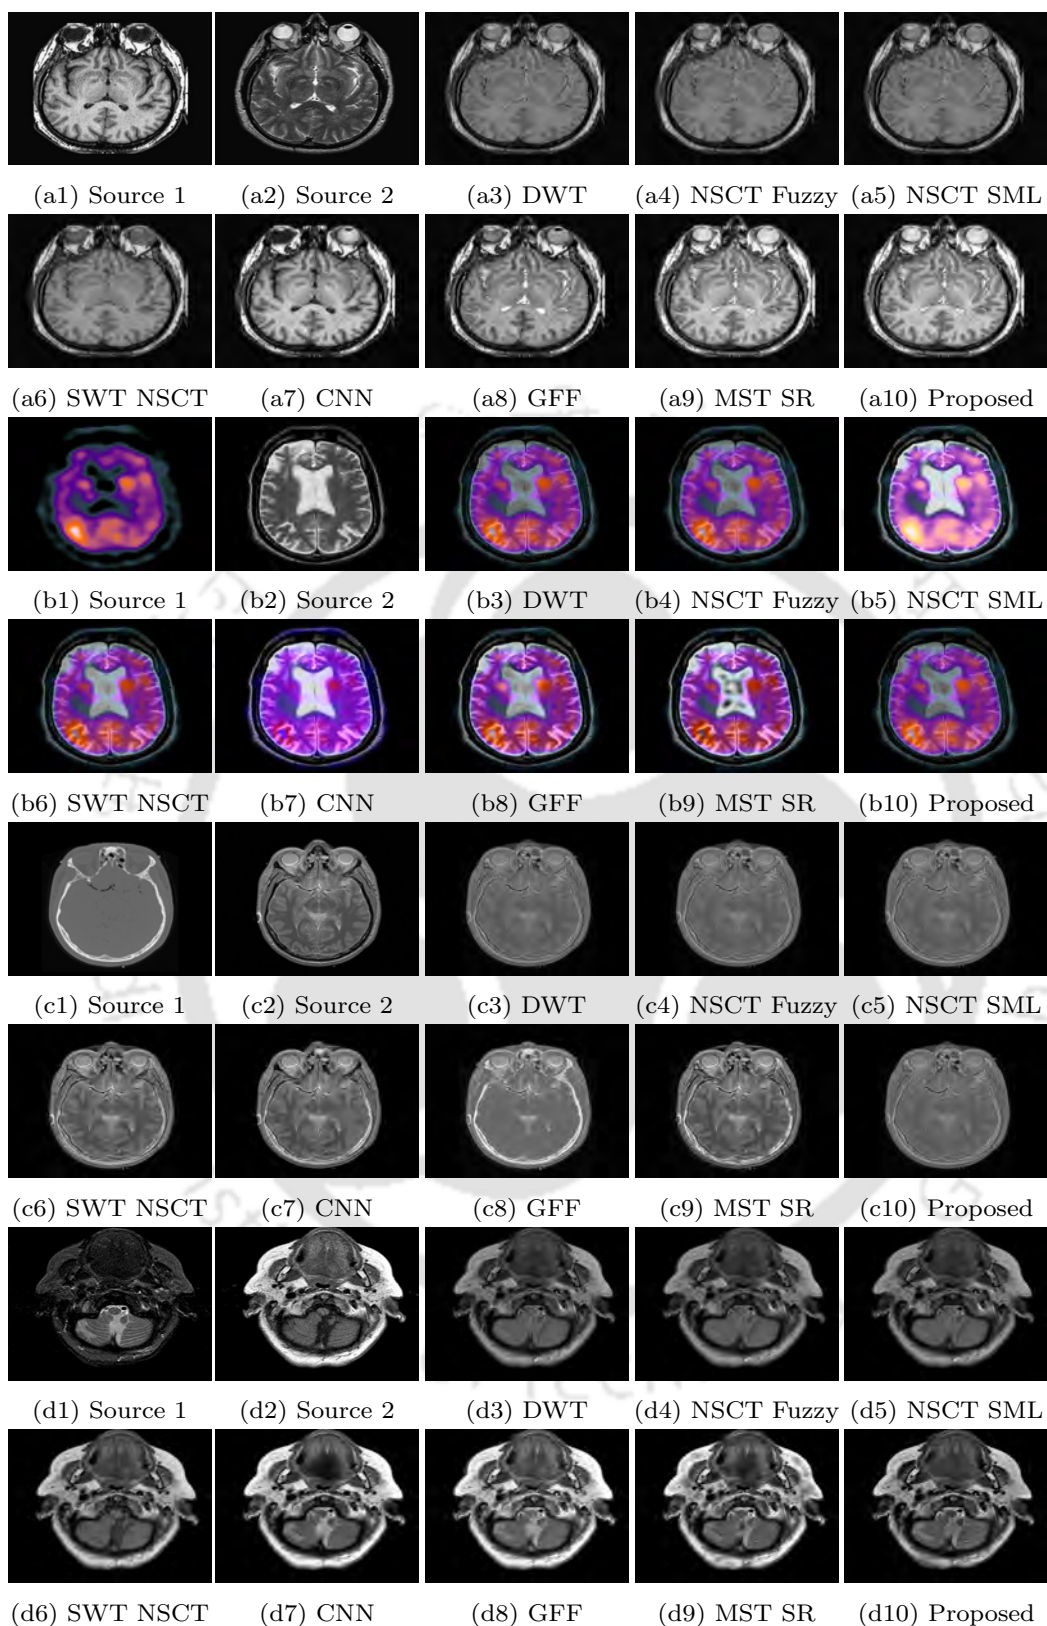 (a1) Source 1 (a2) Source 2 (a3) DWT (a4) NSCT Fuzzy (a5) NSCT SML
(a6) SWT NSCT (a7) CNN (a8) GFF (a9) MST SR (a10) Proposed
(b1) Source 1 (b2) Source 2 (b3) DWT (b4) NSCT Fuzzy (b5) NSCT SML
(b6) SWT NSCT (b7) CNN (b8) GFF (b9) MST SR (b10) Proposed
(c1) Source 1 (c2) Source 2 (c3) DWT (c4) NSCT Fuzzy (c5) NSCT SML
(c6) SWT NSCT (c7) CNN (c8) GFF (c9) MST SR (c10) Proposed
(d1) Source 1 (d2) Source 2 (d3) DWT (d4) NSCT Fuzzy (d5) NSCT SML
(d6) SWT NSCT (d7) CNN (d8) GFF (d9) MST SR (d10) Proposed